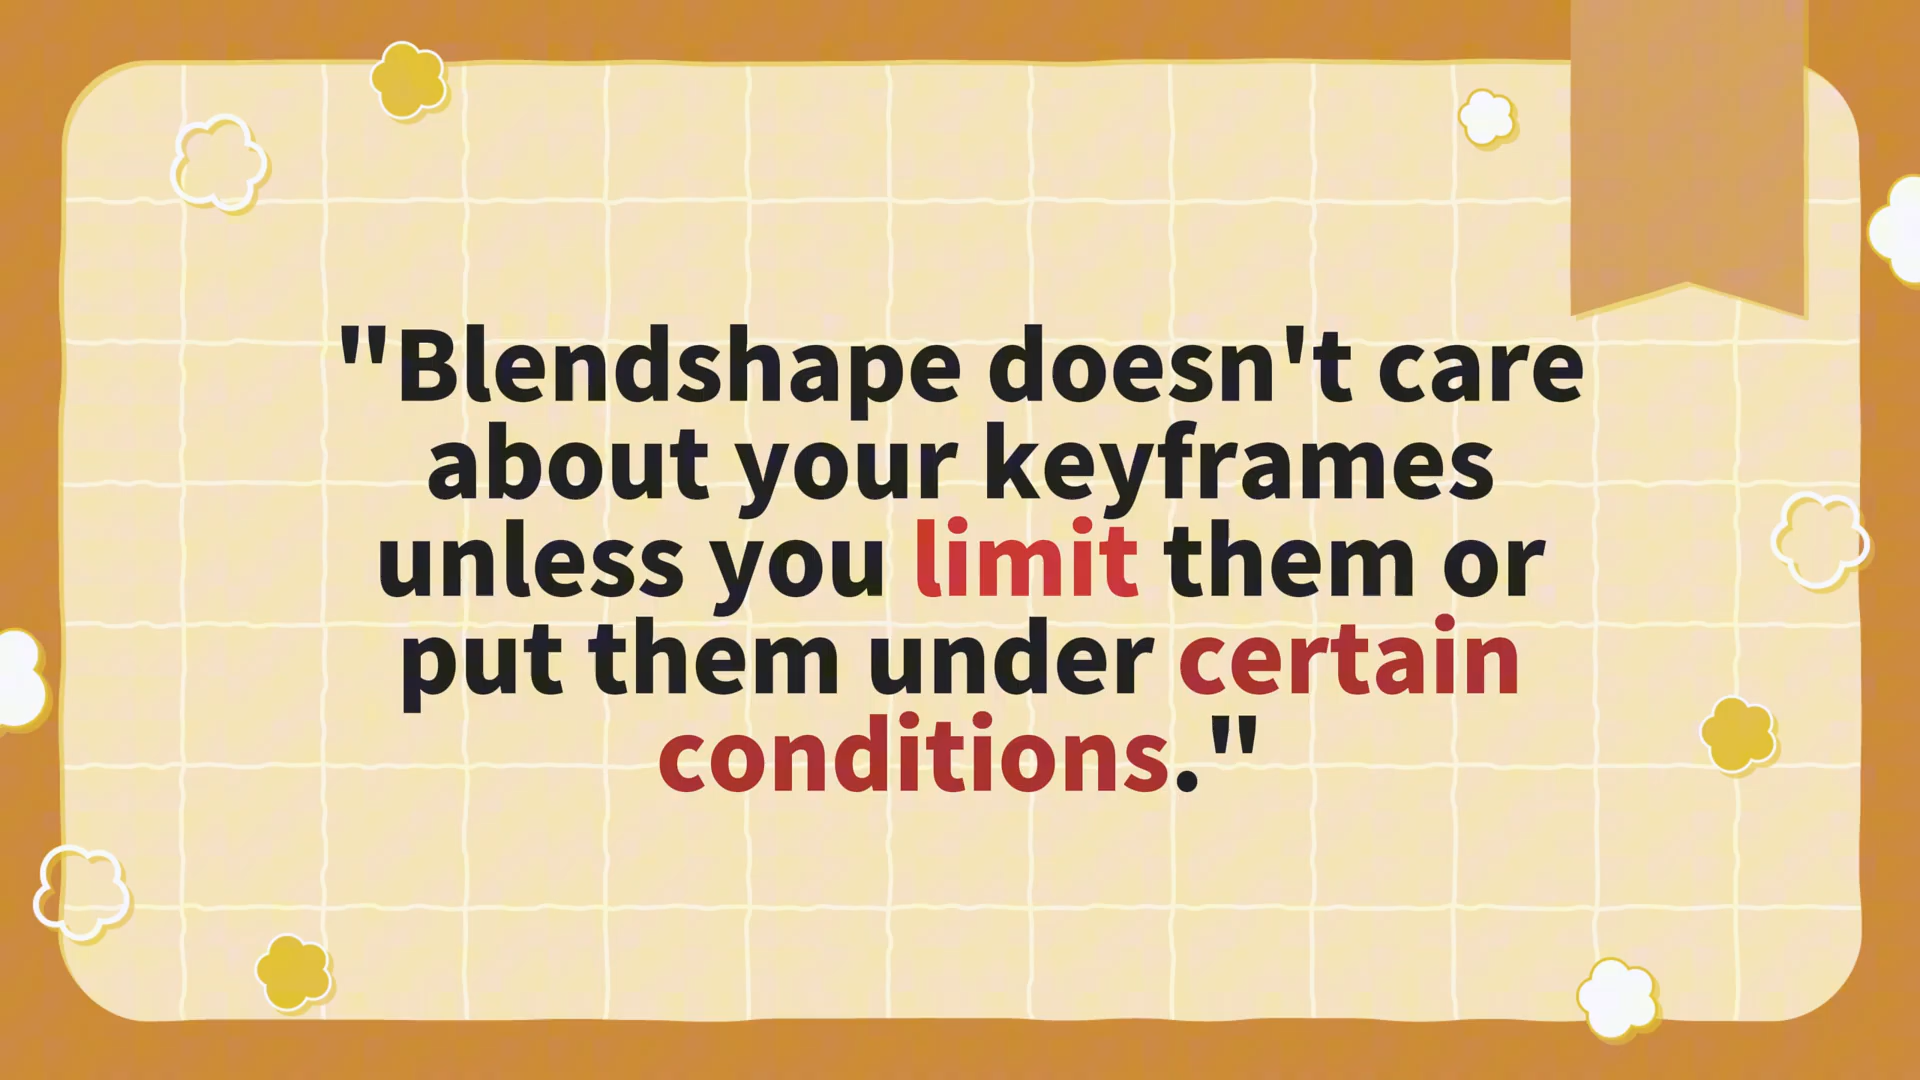 "Blendshape doesn't care
about your keyframes
unless you limit them or
put them under certain
conditions."